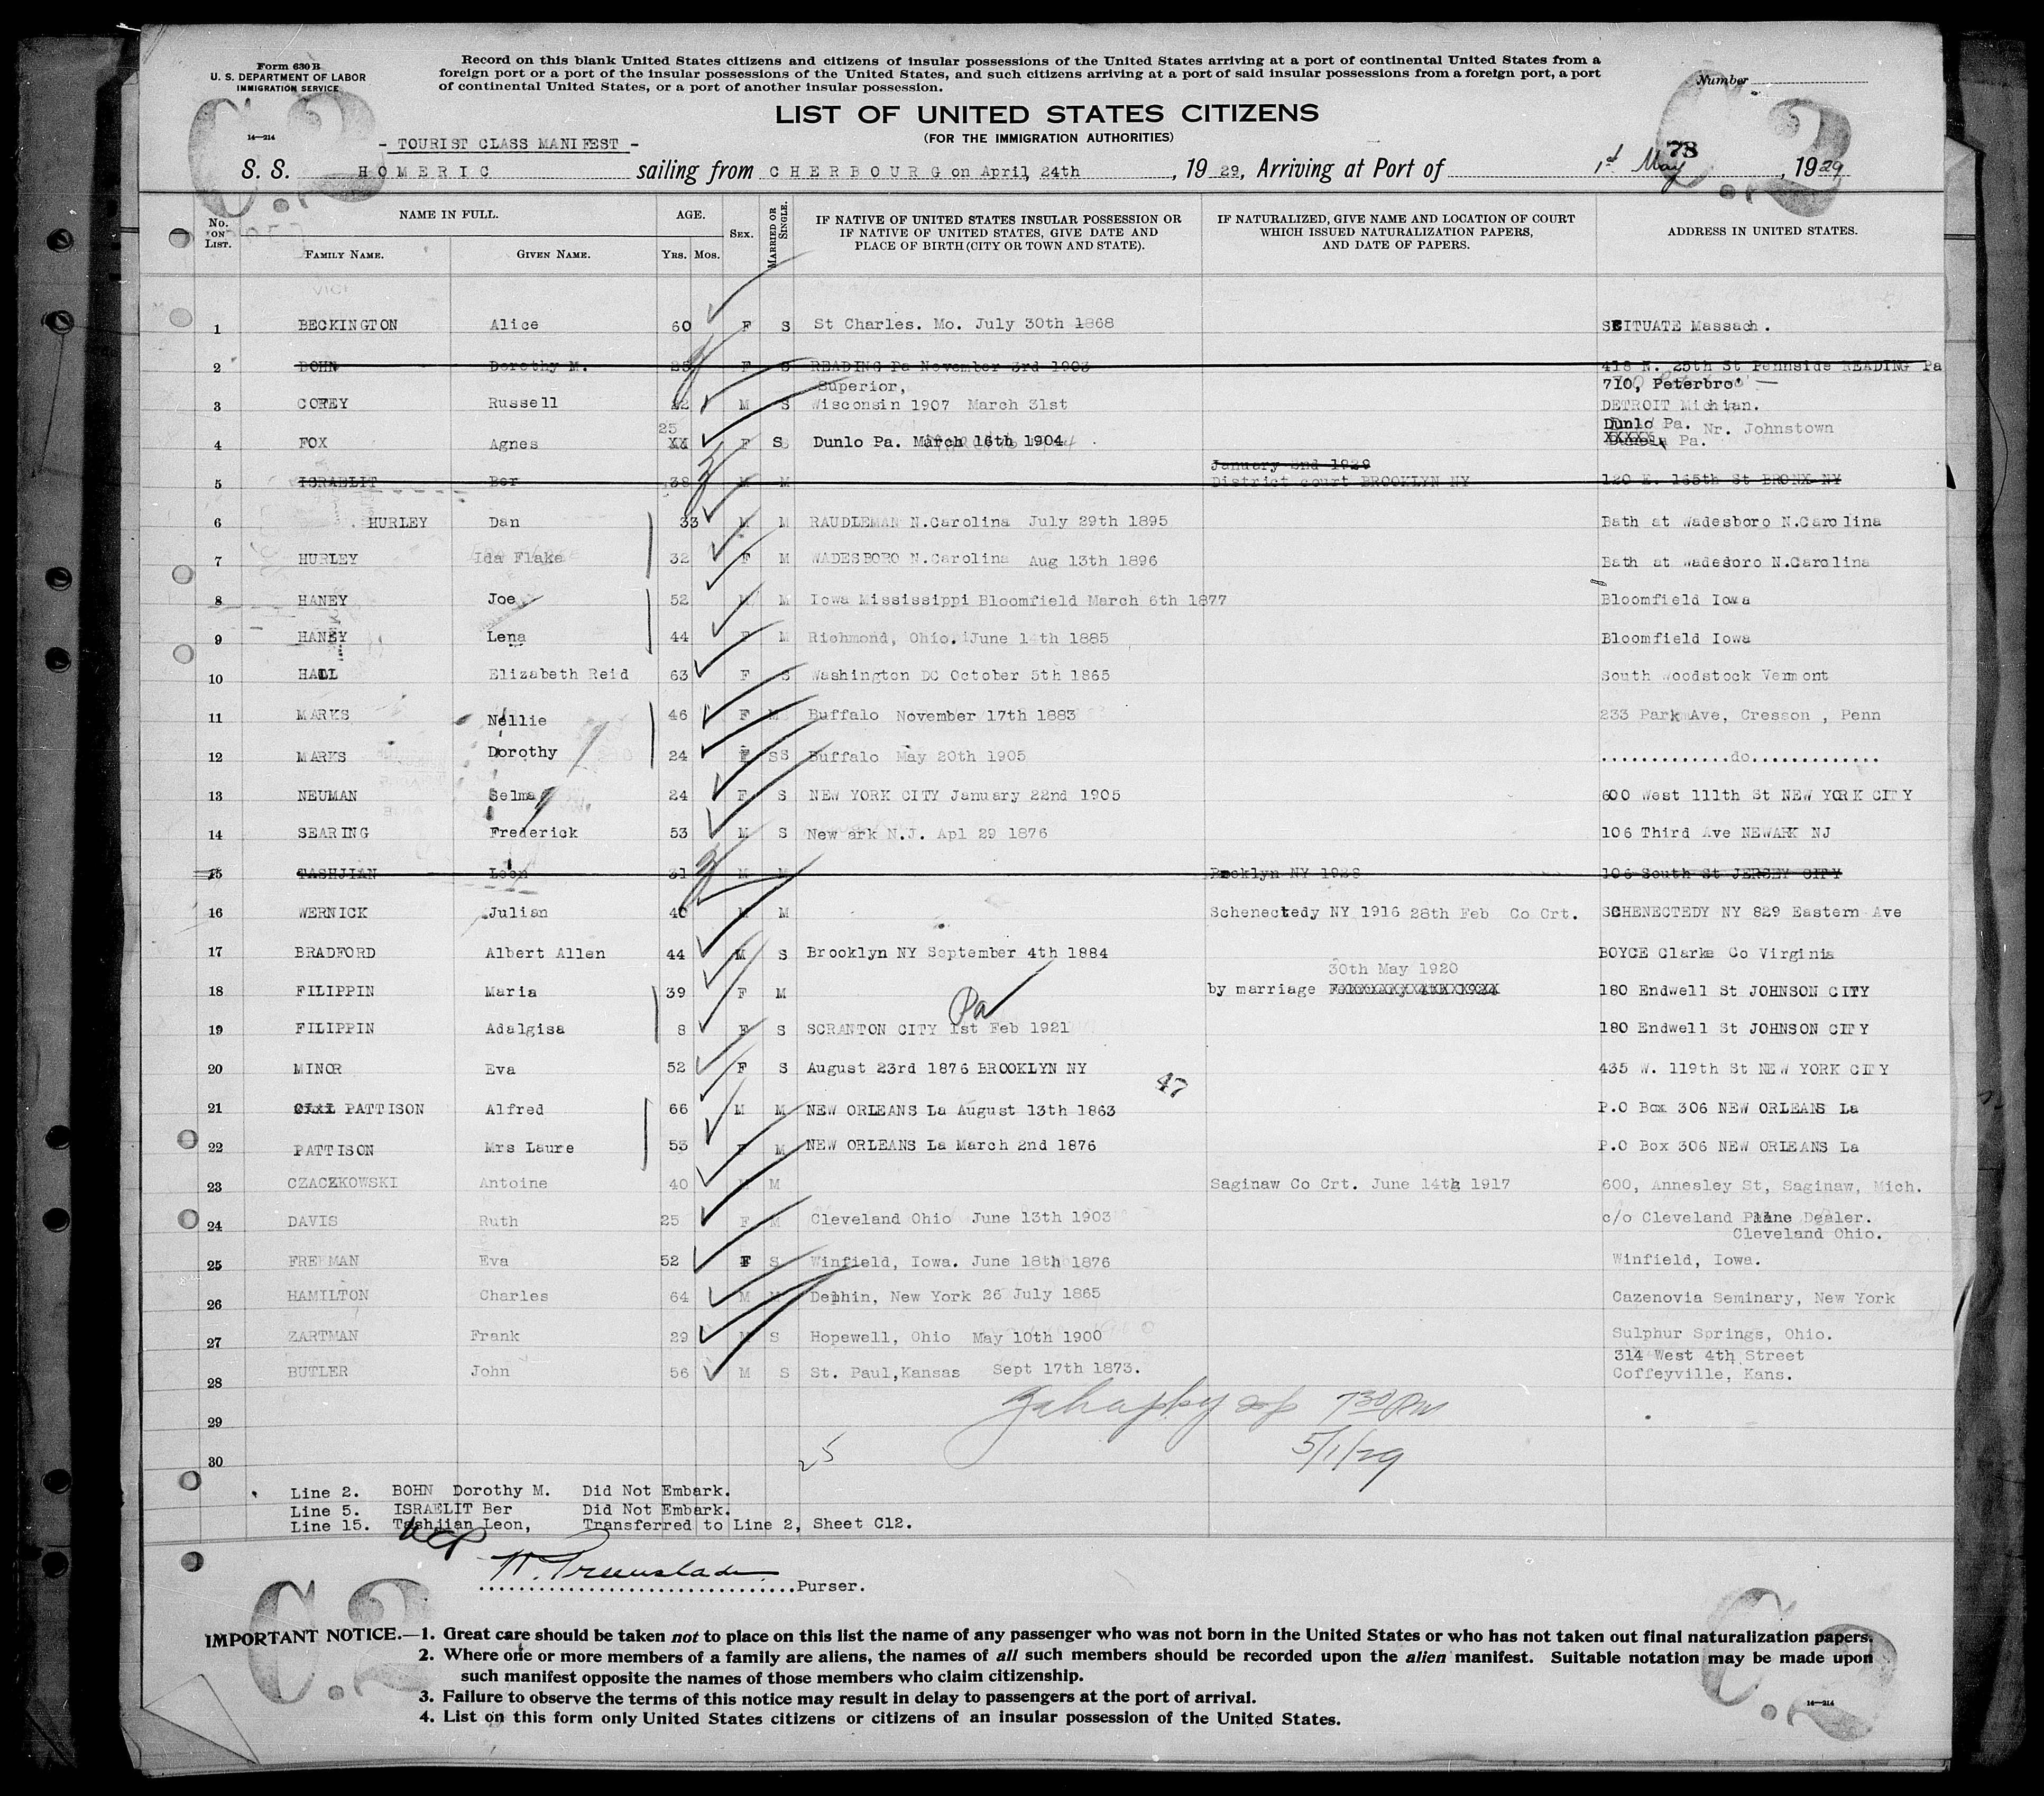 Form 630 B
U. S. DEPARTMENT OF LABOR
IMMIGRATION SERVICE
14—214
Record on this blank United States citizens and citizens of insular possessions of the United States arriving at a port of continental United States from a
foreign port or a port of the insular possessions of the United States, and such citizens arriving at a port of said insular possessions from a foreign port, a port
of continental United States, or a port of another insular possession.
Number
C.2
C.2
LIST OF UNITED STATES CITIZENS
(FOR THE IMMIGRATION AUTHORITIES)
- TOURIST CLASS MANIFEST -
78
S. S. HOMERIC sailing from CHERBOURG on April, 24th, 1929, Arriving at Port of 1st May, 1929
No. ON LIST. NAME IN FULL. AGE. SEX. MARRIED OR SINGLE. IF NATIVE OF UNITED STATES INSULAR POSSESSION OR IF NATIVE OF UNITED STATES, GIVE DATE AND PLACE OF BIRTH (CITY OR TOWN AND STATE). IF NATURALIZED, GIVE NAME AND LOCATION OF COURT WHICH ISSUED NATURALIZATION PAPERS, AND DATE OF PAPERS. ADDRESS IN UNITED STATES.
FAMILY NAME. GIVEN NAME. YRS. MOS.
1 BECKINGTON Alice 60 F S St Charles. Mo. July 30th 1868 SCITUATE Massach.
2 BOHN Dorothy M. 25 F S READING Pa November 3rd 1903 418 N. 25th St Pennside READING Pa
Superior, 710, Peterbro'
3 COREY Russell 22 M S Wisconsin 1907 March 31st DETROIT Michian.
25 Dunlo Pa. Nr. Johnstown
4 FOX Agnes XX F S Dunlo Pa. March 16th 1904 XXXXX Pa.
January 2nd 1929
5 ISRAELIT Ber 38 M M District court BROOKLYN NY 120 E. 165th St BRONX NY
6 HURLEY Dan 33 M M RAUDLEMAN N.Carolina July 29th 1895 Bath at Wadesboro N.Carolina
7 HURLEY Ida Flake 32 F M WADESBORO N.Carolina Aug 13th 1896 Bath at Wadesoro N.Carolina
8 HANEY Joe 52 M M Iowa Mississippi Bloomfield March 6th 1877 Bloomfield Iowa
9 HANEY Lena 44 F M Richmond, Ohio. June 14th 1885 Bloomfield Iowa
10 HALL Elizabeth Reid 63 F S Washington DC October 5th 1865 South Woodstock Vermont
11 MARKS Nellie 46 F M Buffalo November 17th 1883 233 Park Ave, Cresson , Penn
12 MARKS Dorothy 24 F SS Buffalo May 20th 1905 .............do.............
13 NEUMAN Selma 24 F S NEW YORK CITY January 22nd 1905 600 West 111th St NEW YORK CITY
14 SEARING Frederick 53 M S New ark N.J. Apl 29 1876 106 Third Ave NEWARK NJ
15 TASHJIAN Leon 31 M M Brocklyn NY 1928 106 South St JERSEY CITY
16 WERNICK Julian 40 M M Schenectedy NY 1916 28th Feb Co Crt. SCHENECTEDY NY 829 Eastern Ave
17 BRADFORD Albert Allen 44 M S Brooklyn NY September 4th 1884 BOYCE Clarke Co Virginia
30th May 1920
18 FILIPPIN Maria 39 F M by marriage 180 Endwell St JOHNSON CITY
Pa
19 FILIPPIN Adalgisa 8 F S SCRANTON CITY 1st Feb 1921 180 Endwell St JOHNSON CITY
20 MINOR Eva 52 F S August 23rd 1876 BROOKLYN NY 435 W. 119th St NEW YORK CITY
47
21 PATTISON Alfred 66 M M NEW ORLEANS La August 13th 1863 P.O Box 306 NEW ORLEANS La
22 PATTISON Mrs Laure 53 F M NEW ORLEANS La March 2nd 1876 P.O Box 306 NEW ORLEANS La
23 CZACZKOWSKI Antoine 40 M M Saginaw Co Crt. June 14th 1917 600, Annesley St, Saginaw, Mich.
24 DAVIS Ruth 25 F M Cleveland Ohio June 13th 1903 c/o Cleveland Plane Dealer.
Cleveland Ohio.
25 FREEMAN Eva 52 F S Winfield, Iowa. June 18th 1876 Winfield, Iowa.
26 HAMILTON Charles 64 M M Delphin, New York 26 July 1865 Cazenovia Seminary, New York
27 ZARTMAN Frank 29 M S Hopewell, Ohio May 10th 1900 Sulphur Springs, Ohio.
314 West 4th Street
28 BUTLER John 56 M S St. Paul,Kansas Sept 17th 1873. Coffeyville, Kans.
7 30 PM
29
25 5/1/29
30
Line 2. BOHN Dorothy M. Did Not Embark.
Line 5. ISRAELIT Ber Did Not Embark.
Line 15. Tashjian Leon, Transferred to Line 2, Sheet C12.
Purser.
C.2
C.2
IMPORTANT NOTICE.—1. Great care should be taken not to place on this list the name of any passenger who was not born in the United States or who has not taken out final naturalization papers.
2. Where one or more members of a family are aliens, the names of all such members should be recorded upon the alien manifest. Suitable notation may be made upon
such manifest opposite the names of those members who claim citizenship.
3. Failure to observe the terms of this notice may result in delay to passengers at the port of arrival.
4. List on this form only United States citizens or citizens of an insular possession of the United States.
14—214